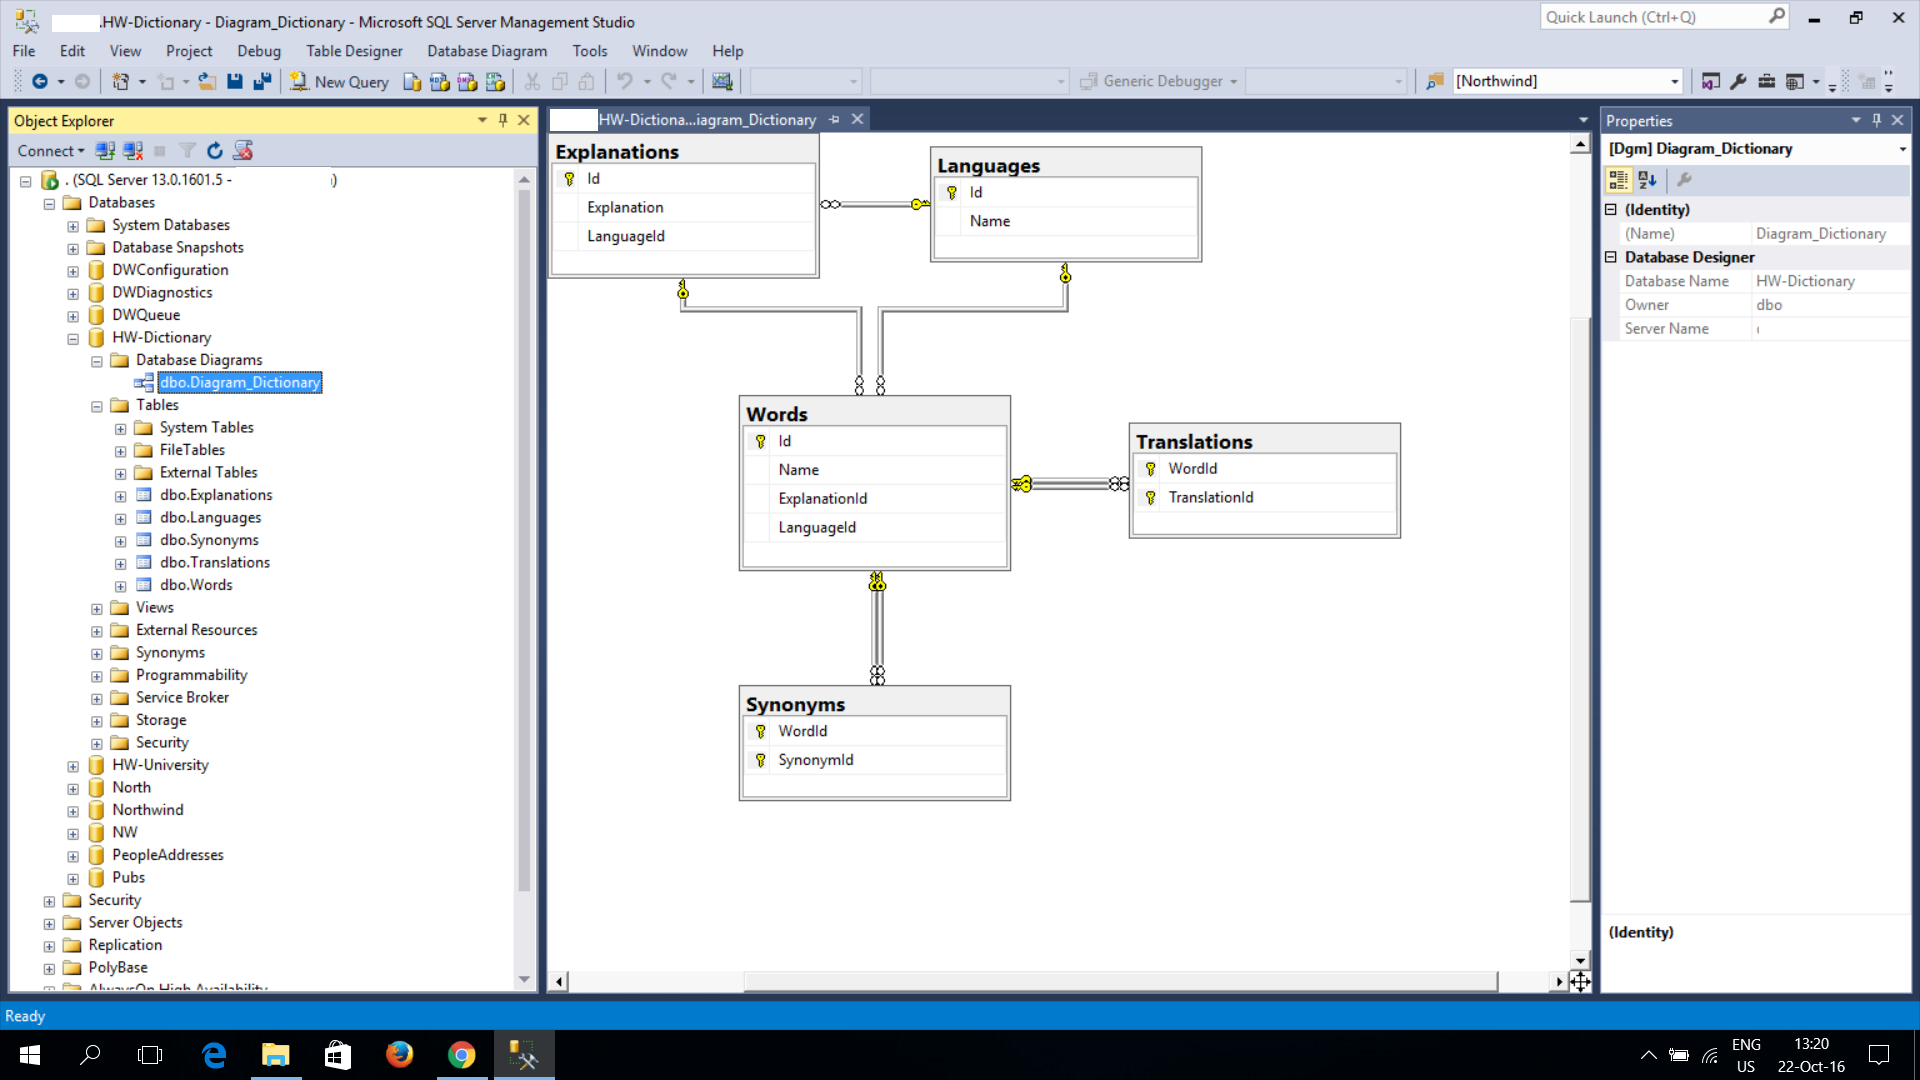 .HW-Dictionary - Diagram_Dictionary - Microsoft SQL Server Management Studio
Quick Launch (Ctrl+Q)
File Edit View Project Debug Table Designer Database Diagram Tools Window Help
New Query
Generic Debugger
[Northwind]
Object Explorer
Connect
. (SQL Server 13.0.1601.5 - )
Databases
System Databases
Database Snapshots
DWConfiguration
DWDiagnostics
DWQueue
HW-Dictionary
Database Diagrams
dbo.Diagram_Dictionary
Tables
System Tables
FileTables
External Tables
dbo.Explanations
dbo.Languages
dbo.Synonyms
dbo.Translations
dbo.Words
Views
External Resources
Synonyms
Programmability
Service Broker
Storage
Security
HW-University
North
Northwind
NW
PeopleAddresses
Pubs
Security
Server Objects
Replication
PolyBase
AlwaysOn High Availability
HW-Dictiona...iagram_Dictionary
Explanations
Id
Explanation
LanguageId
Languages
Id
Name
Words
Id
Name
ExplanationId
LanguageId
Translations
WordId
TranslationId
Synonyms
WordId
SynonymId
Properties
[Dgm] Diagram_Dictionary
(Identity)
(Name) Diagram_Dictionary
Database Designer
Database Name HW-Dictionary
Owner dbo
Server Name
(Identity)
Ready
ENG
US
13:20
22-Oct-16